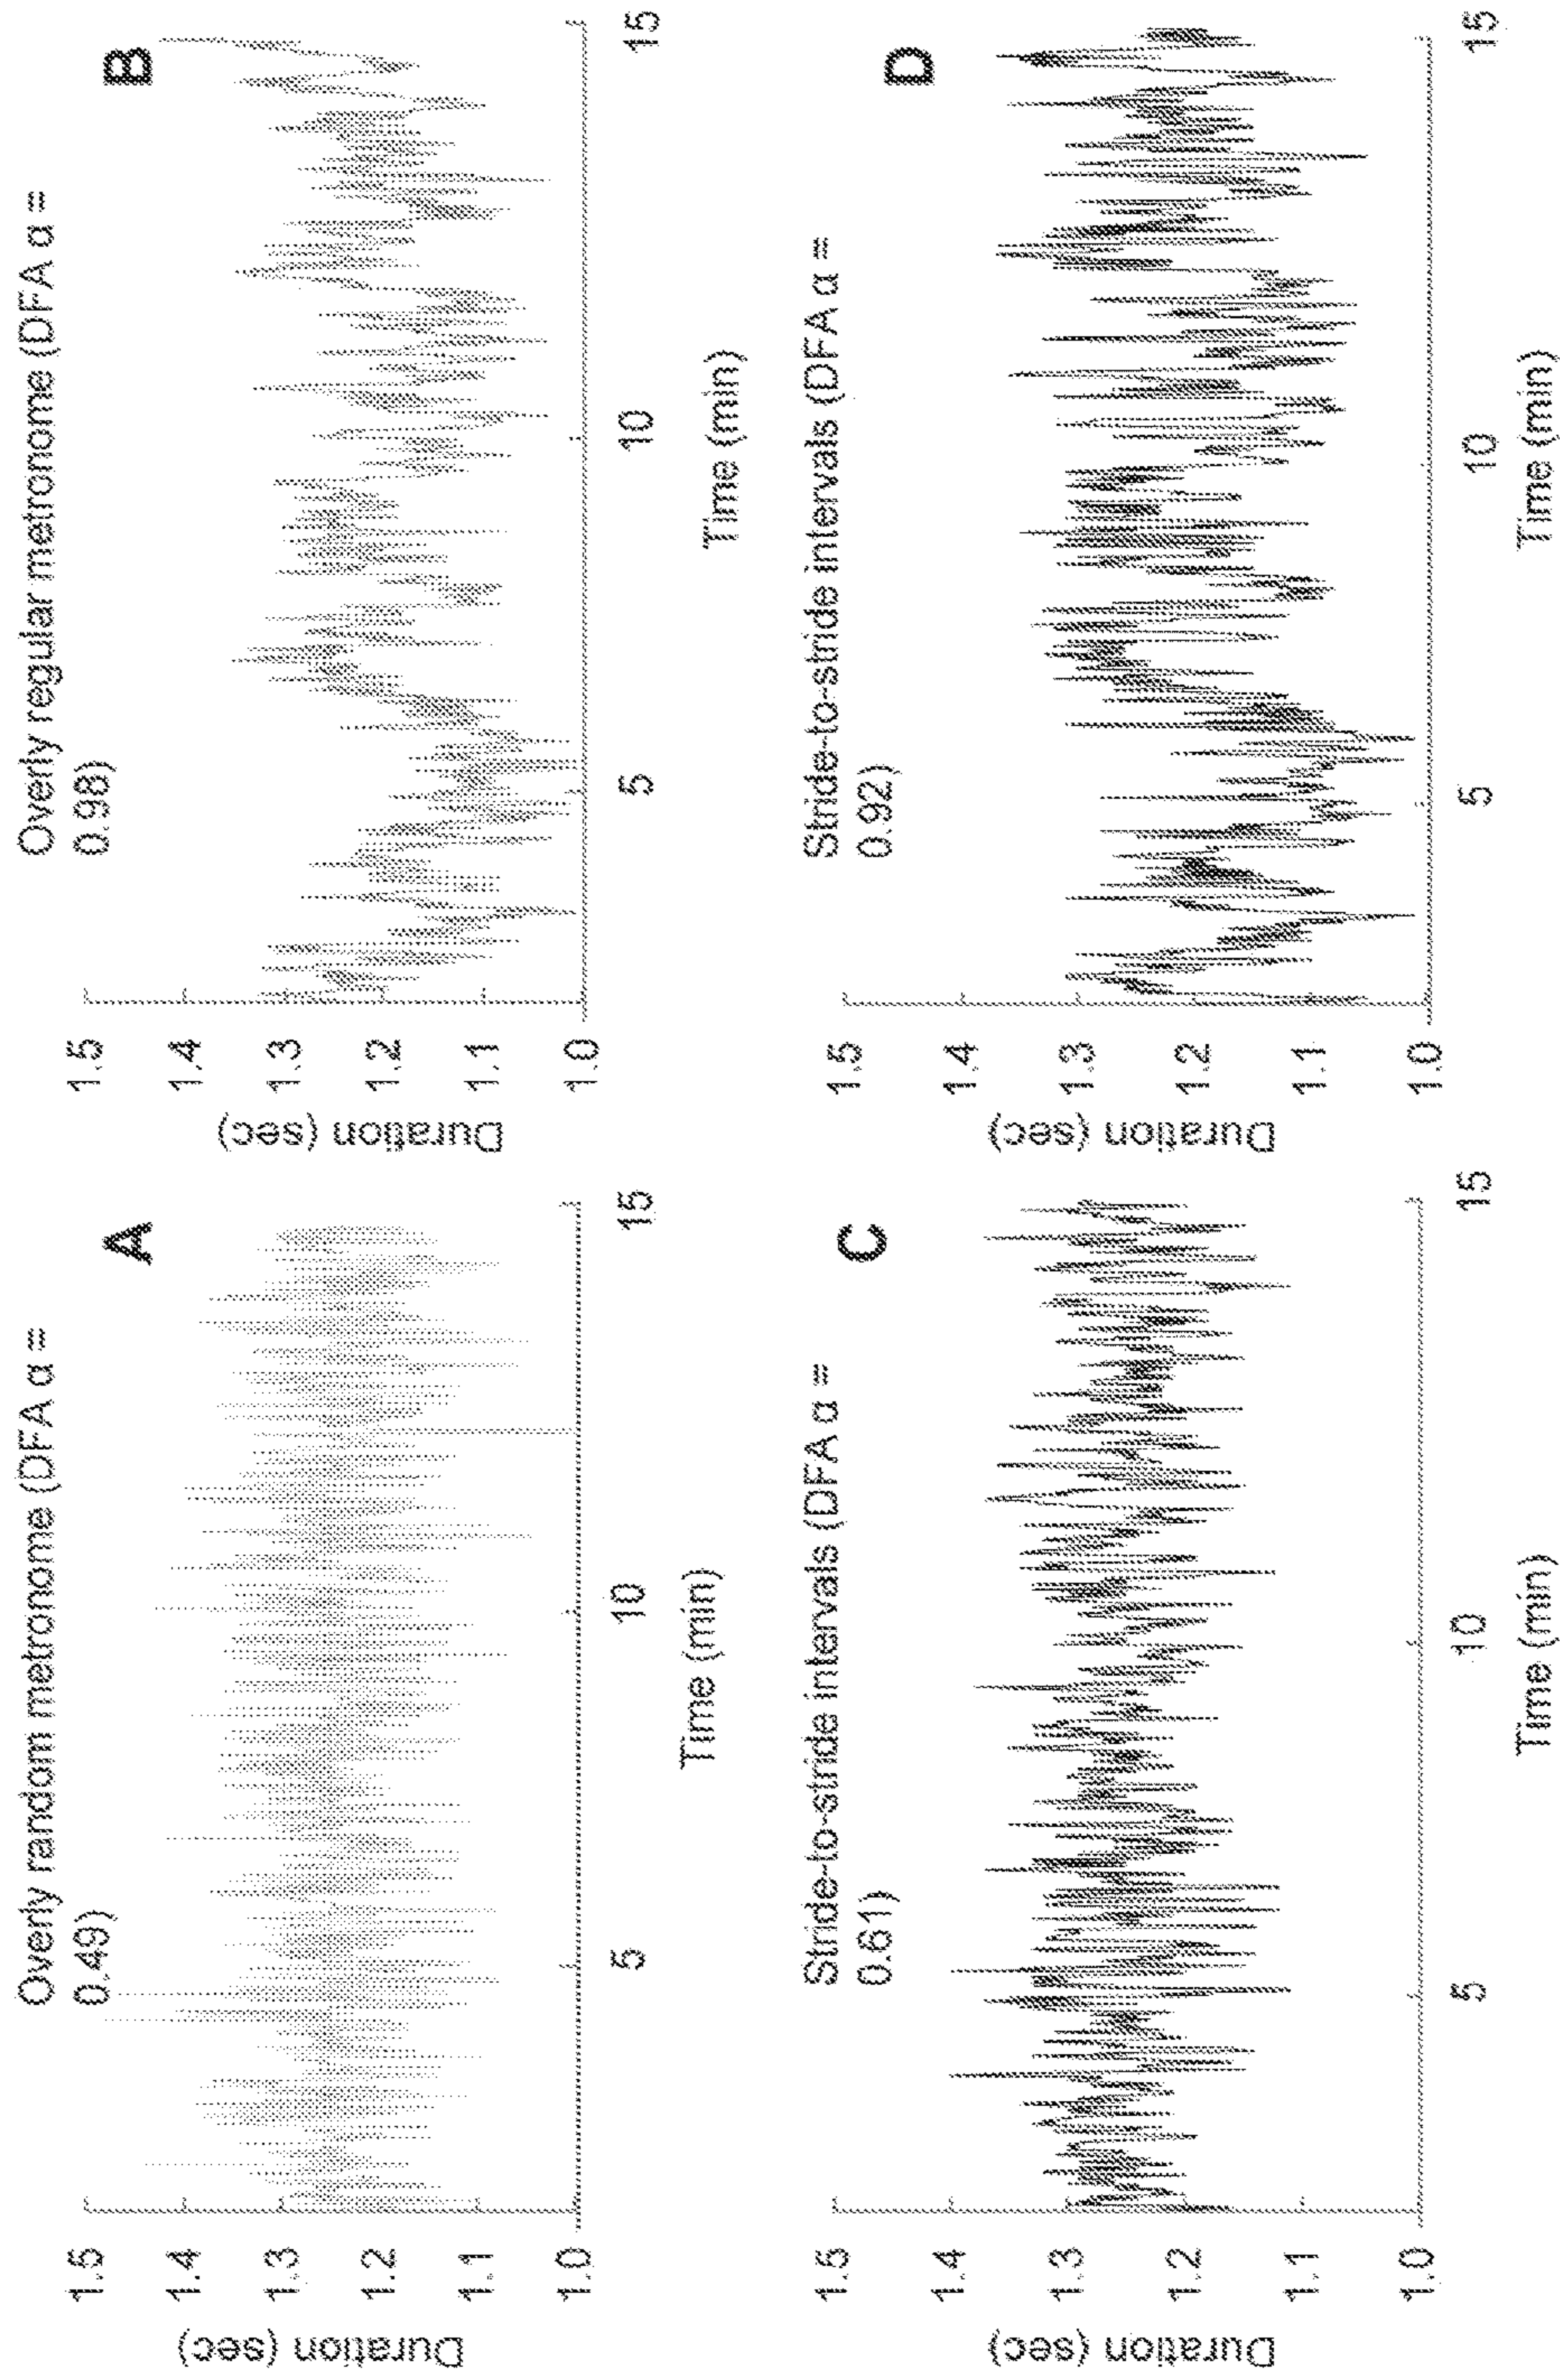 Overly random metronome (DFA α =
0.49)
A
1.5
1.4
1.3
1.2
1.1
1.0
Duration (sec)
5
10
15
Time (min)
Overly regular metronome (DFA α =
0.98)
B
1.5
1.4
1.3
1.2
1.1
1.0
Duration (sec)
5
10
15
Time (min)
Stride-to-stride intervals (DFA α =
0.61)
C
1.5
1.4
1.3
1.2
1.1
1.0
Duration (sec)
5
10
15
Time (min)
Stride-to-stride intervals (DFA α =
0.92)
D
1.5
1.4
1.3
1.2
1.1
1.0
Duration (sec)
5
10
15
Time (min)